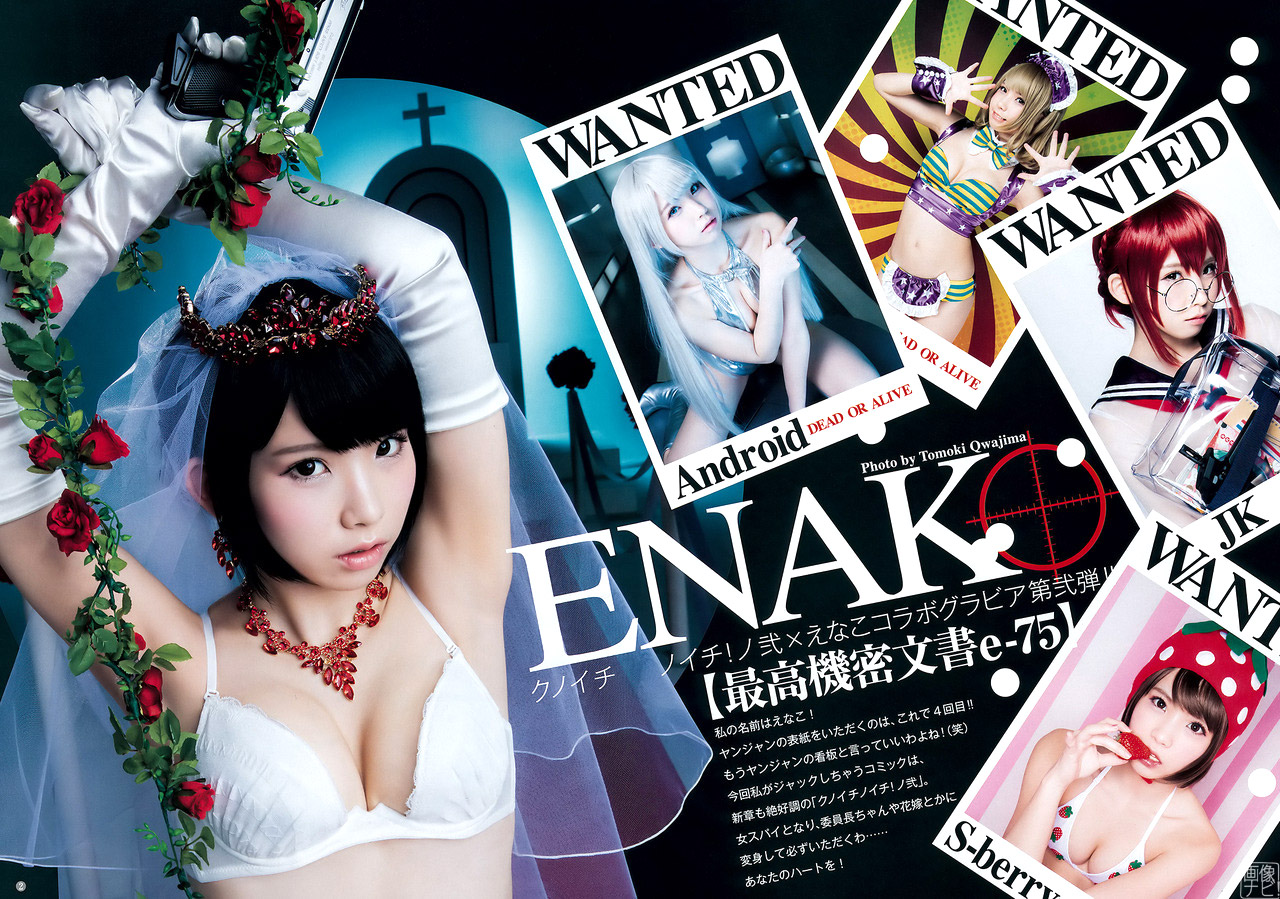 WANTED
Android
DEAD OR ALIVE
WANTED
DEAD OR ALIVE
WANTED
JK
Photo by Tomoki Qwajima
ENAKO
クノイチ ノイチ!ノ弐×えなこコラボグラビア第弐弾!!
【最高機密文書e-75】
私の名前はえなこ!
ヤンジャンの表紙をいただくのは、これで4回目!!
もうヤンジャンの看板と言っていいわよね!(笑)
今回私がジャックしちゃうコミックは、
新章も絶好調の「クノイチノイチ!ノ弐」。
女スパイとなり、委員長ちゃんや花嫁とかに
変身して必ずいただくわ……
あなたのハートを!
WANT
S-berry
2